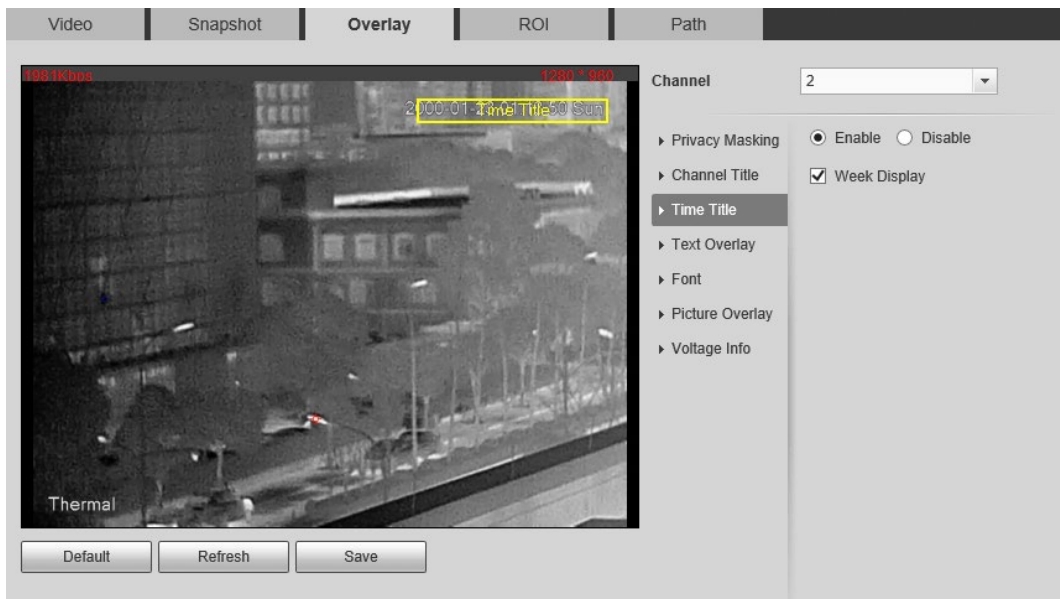 Video Snapshot Overlay ROI Path
1981Kbps 1280 * 960
Time Title
Thermal
Default Refresh Save
Channel 2
Privacy Masking
Channel Title
Time Title
Text Overlay
Font
Picture Overlay
Voltage Info
Enable Disable
Week Display